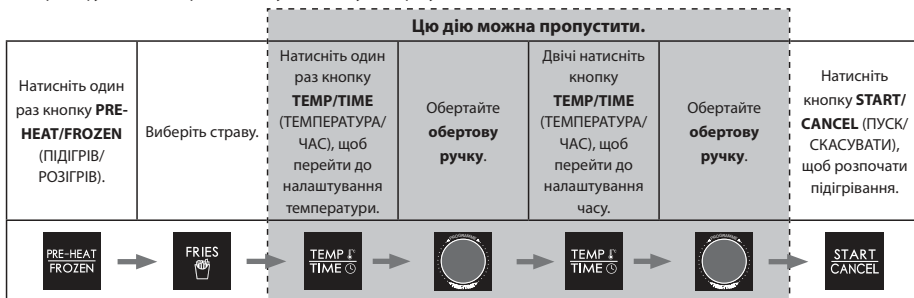 Цю дію можна пропустити.
Натисніть один
раз кнопку PRE-
HEAT/FROZEN
(ПІДІГРІВ/
РОЗІГРІВ).
Виберіть страву.
Натисніть один
раз кнопку
TEMP/TIME
(ТЕМПЕРАТУРА/
ЧАС), щоб
перейти до
налаштування
температури.
Обертайте
обертову
ручку.
Двічі натисніть
кнопку
TEMP/TIME
(ТЕМПЕРАТУРА/
ЧАС), щоб
перейти до
налаштування
часу.
Обертайте
обертову
ручку.
Натисніть
кнопку START/
CANCEL (ПУСК/
СКАСУВАТИ),
щоб розпочати
підігрівання.
PRE-HEAT
FROZEN
FRIES
TEMP
TIME
TEMP
TIME
START
CANCEL